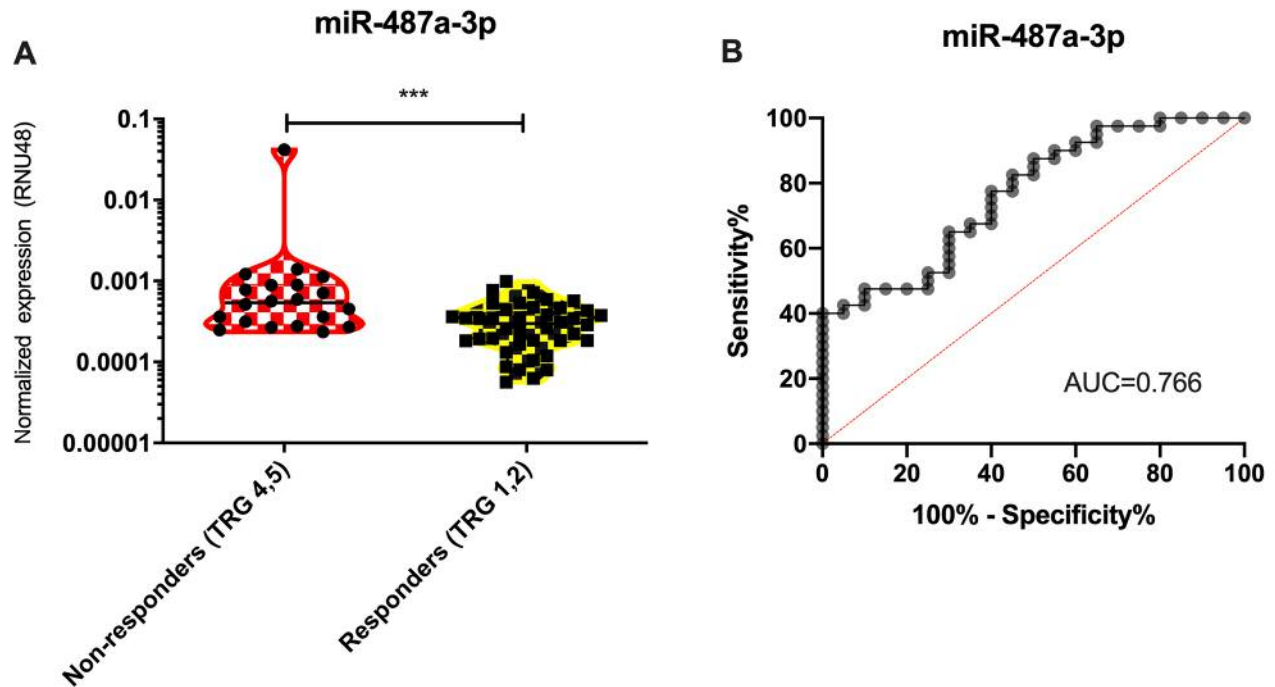 A
miR-487a-3p
***
Normalized expression (RNU48)
0.1
0.01
0.001
0.0001
0.00001
Non-responders (TRG 4,5)
Responders (TRG 1,2)
B
miR-487a-3p
Sensitivity%
100
80
60
40
20
0
AUC=0.766
0 20 40 60 80 100
100% - Specificity%